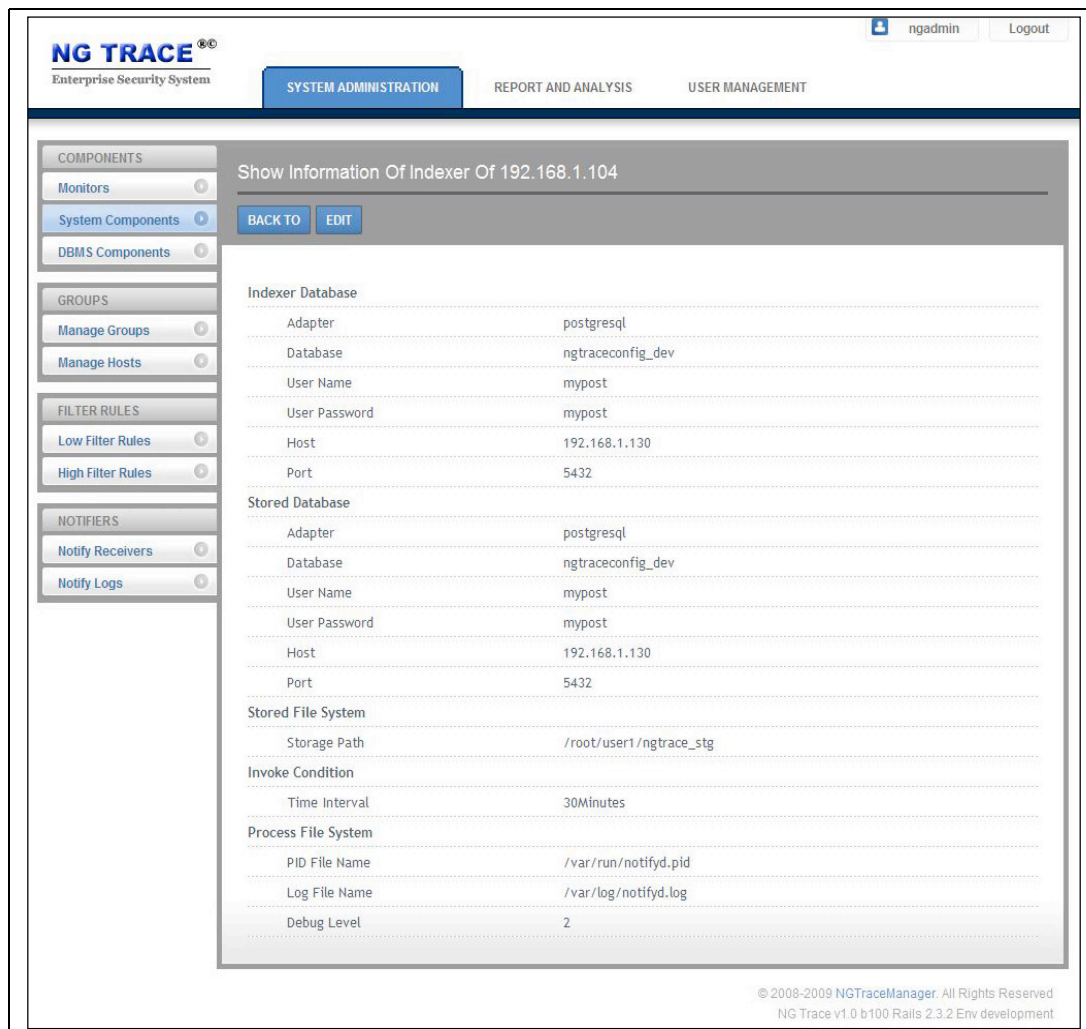 ngadmin Logout
NG TRACE ®©
Enterprise Security System
SYSTEM ADMINISTRATION REPORT AND ANALYSIS USER MANAGEMENT
COMPONENTS
Monitors
System Components
DBMS Components
GROUPS
Manage Groups
Manage Hosts
FILTER RULES
Low Filter Rules
High Filter Rules
NOTIFIERS
Notify Receivers
Notify Logs
Show Information Of Indexer Of 192.168.1.104
BACK TO EDIT
Indexer Database
Adapter postgresql
Database ngtraceconfig_dev
User Name mypost
User Password mypost
Host 192.168.1.130
Port 5432
Stored Database
Adapter postgresql
Database ngtraceconfig_dev
User Name mypost
User Password mypost
Host 192.168.1.130
Port 5432
Stored File System
Storage Path /root/user1/ngtrace_stg
Invoke Condition
Time Interval 30Minutes
Process File System
PID File Name /var/run/notifyd.pid
Log File Name /var/log/notifyd.log
Debug Level 2
© 2008-2009 NGTraceManager. All Rights Reserved
NG Trace v1.0 b100 Rails 2.3.2 Env development